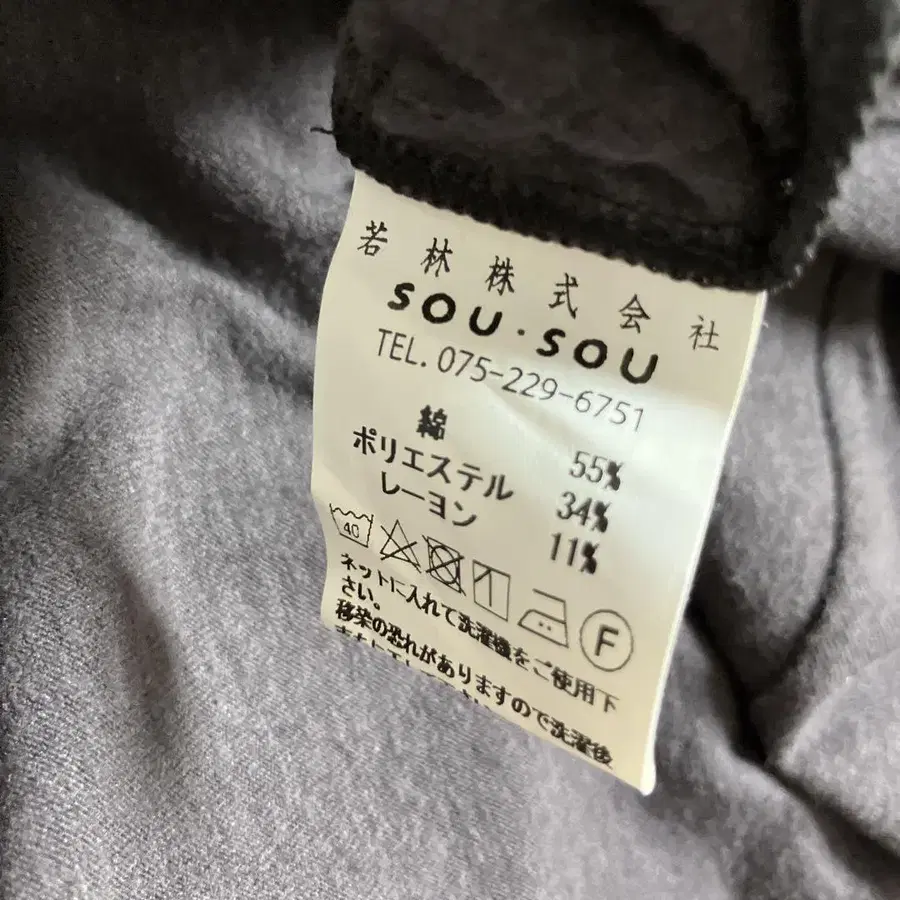 若林株式会社
SOU・SOU
TEL. 075-229-6751
綿 55%
ポリエステル 34%
レーヨン 11%
40 F
ネットに入れて洗濯機をご使用下
さい。
移染の恐れがありますので洗濯後